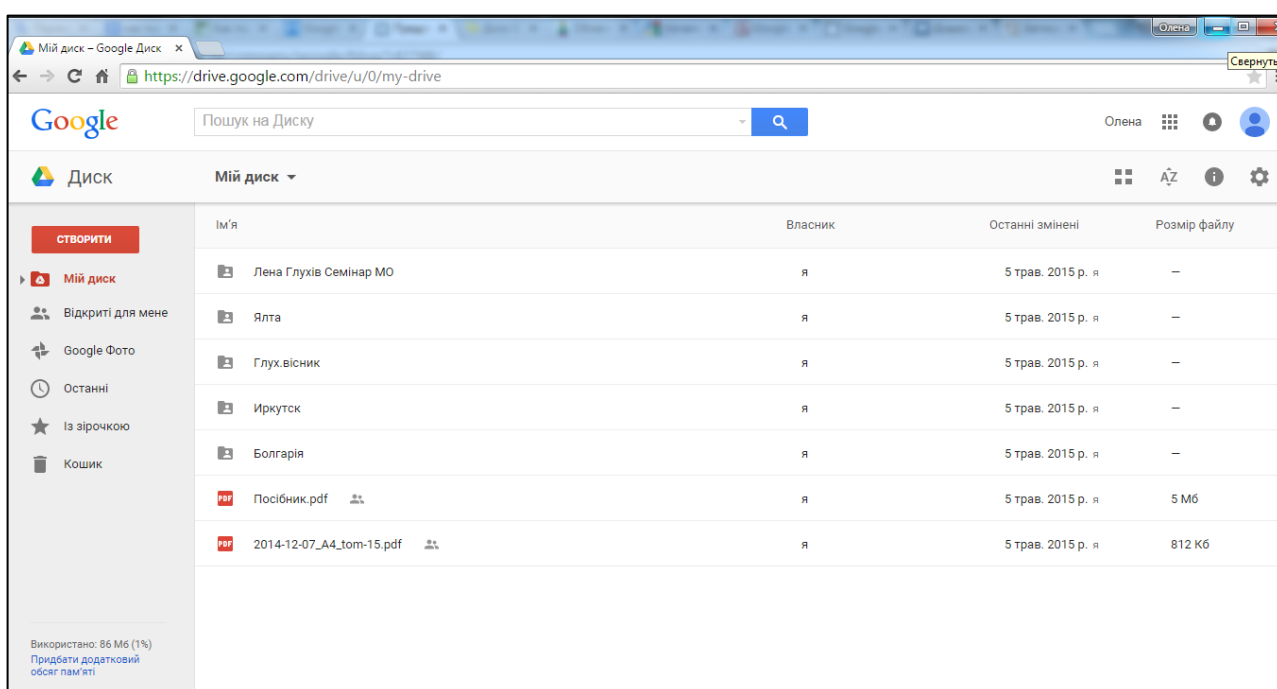 Олена
Мій диск – Google Диск
Свернуть
https://drive.google.com/drive/u/0/my-drive
Google
Пошук на Диску
Олена
Диск
Мій диск
AZ
СТВОРИТИ
Мій диск
Відкриті для мене
Google Фото
Останні
Із зірочкою
Кошик
Використано: 86 Мб (1%)
Придбати додатковий
обсяг пам'яті
Ім'я Власник Останні змінені Розмір файлу
Лена Глухів Семінар МО я 5 трав. 2015 р. я –
Ялта я 5 трав. 2015 р. я –
Глух.вісник я 5 трав. 2015 р. я –
Иркутск я 5 трав. 2015 р. я –
Болгарія я 5 трав. 2015 р. я –
PDF Посібник.pdf я 5 трав. 2015 р. я 5 Мб
PDF 2014-12-07_A4_tom-15.pdf я 5 трав. 2015 р. я 812 Кб